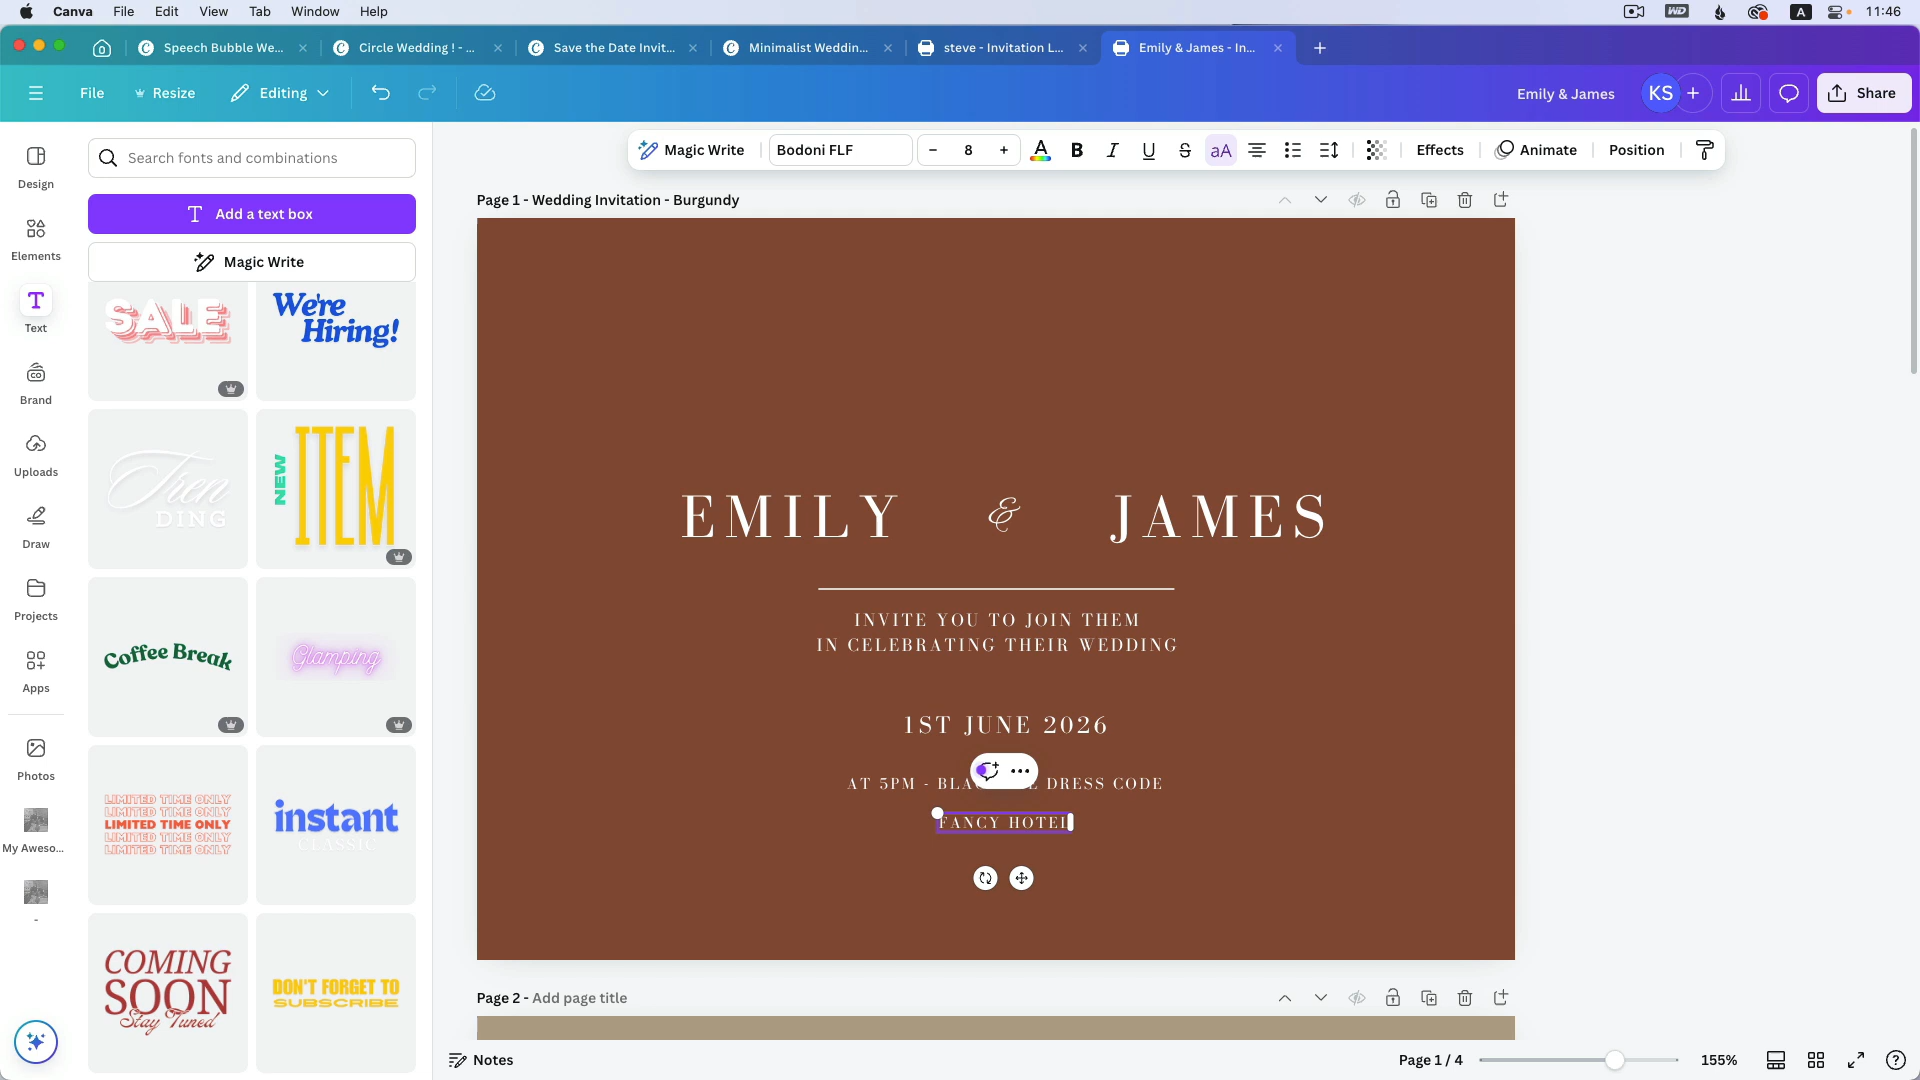 Canva File Edit View Tab Window Help
WD A 11:46
Speech Bubble We... Circle Wedding ! - ... Save the Date Invit... Minimalist Weddin... steve - Invitation L... Emily & James - In...
File Resize Editing Emily & James KS Share
Design
Elements
Text
Brand
Uploads
Draw
Projects
Apps
Photos
My Aweso...
-
Search fonts and combinations
Add a text box
Magic Write
SALE
We're Hiring!
Tren
DING
NEW ITEM
Coffee Break
Glamping
LIMITED TIME ONLY
LIMITED TIME ONLY
LIMITED TIME ONLY
LIMITED TIME ONLY
LIMITED TIME ONLY
instant
CLASSIC
COMING
SOON
Stay Tuned
DON'T FORGET TO
SUBSCRIBE
Magic Write Bodoni FLF - 8 + A B I U S aA Effects Animate Position
Page 1 - Wedding Invitation - Burgundy
EMILY & JAMES
INVITE YOU TO JOIN THEM
IN CELEBRATING THEIR WEDDING
1ST JUNE 2026
AT 5PM - DRESS CODE
FANCY HOTEL
Page 2 - Add page title
Notes Page 1 / 4 155%